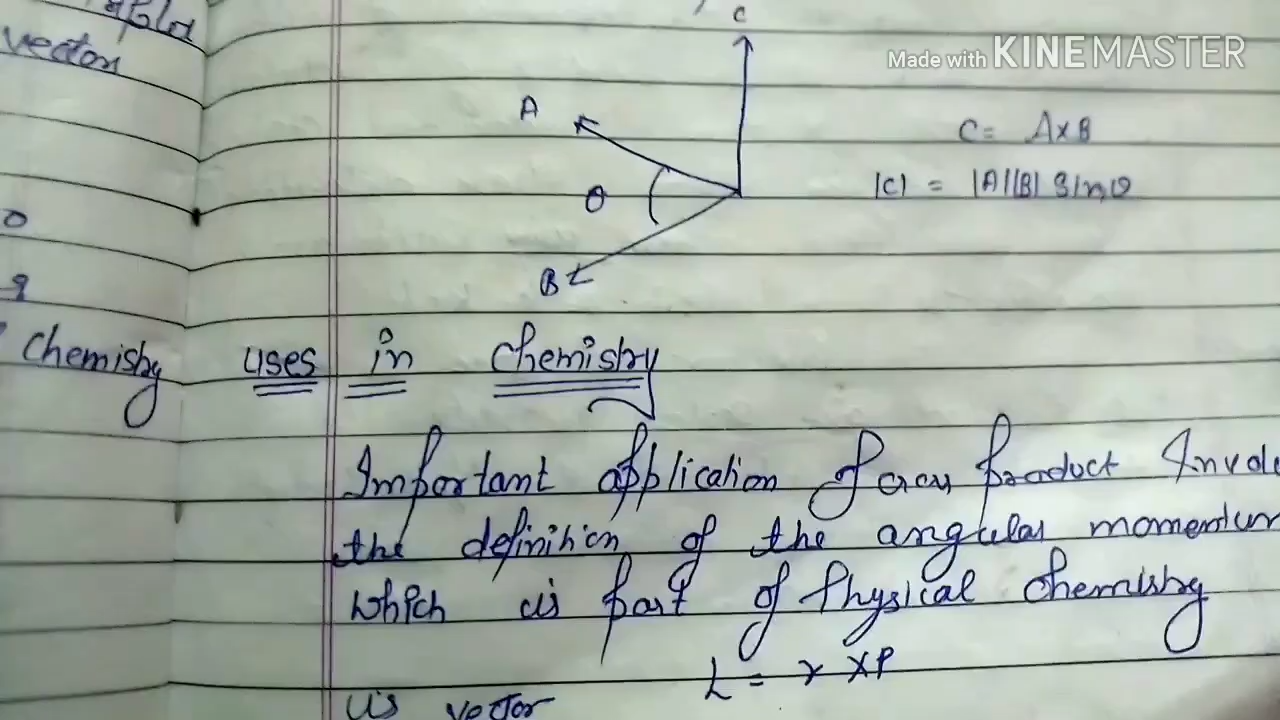 vector
C
Made with KINEMASTER
A
C = A×B
θ
|C| = |A||B| Sinθ
B
Chemistry
uses in chemistry
Important application of cross product Invol
the definition of the angular momentum
which is part of Physical chemistry
L = r × P
is vector